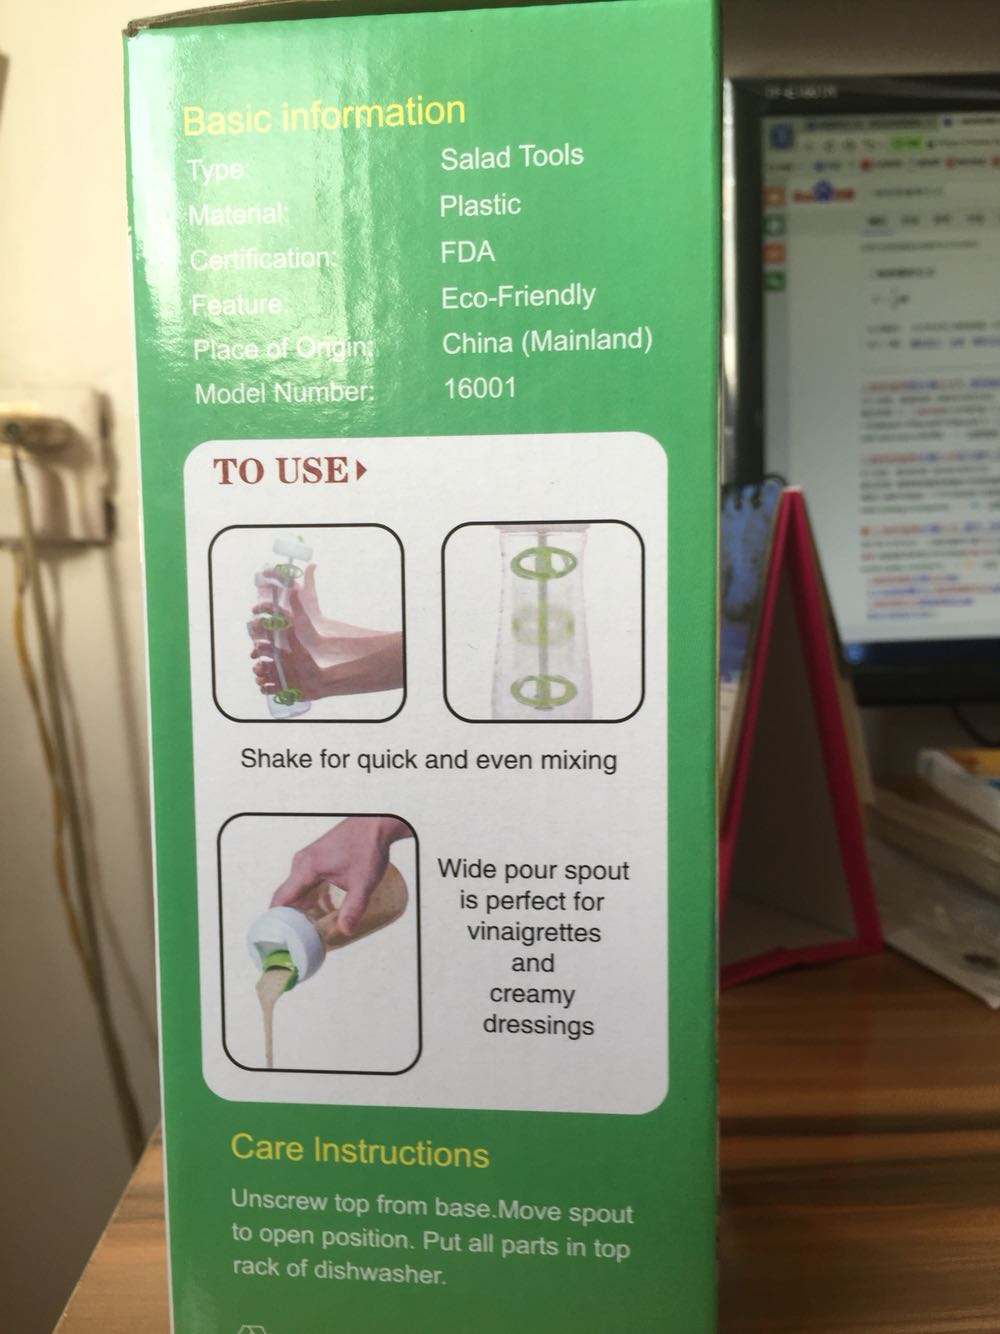 Basic information
Type: Salad Tools
Material: Plastic
Certification: FDA
Feature: Eco-Friendly
Place of Origin: China (Mainland)
Model Number: 16001
TO USE
Shake for quick and even mixing
Wide pour spout
is perfect for
vinaigrettes
and
creamy
dressings
Care Instructions
Unscrew top from base.Move spout
to open position. Put all parts in top
rack of dishwasher.